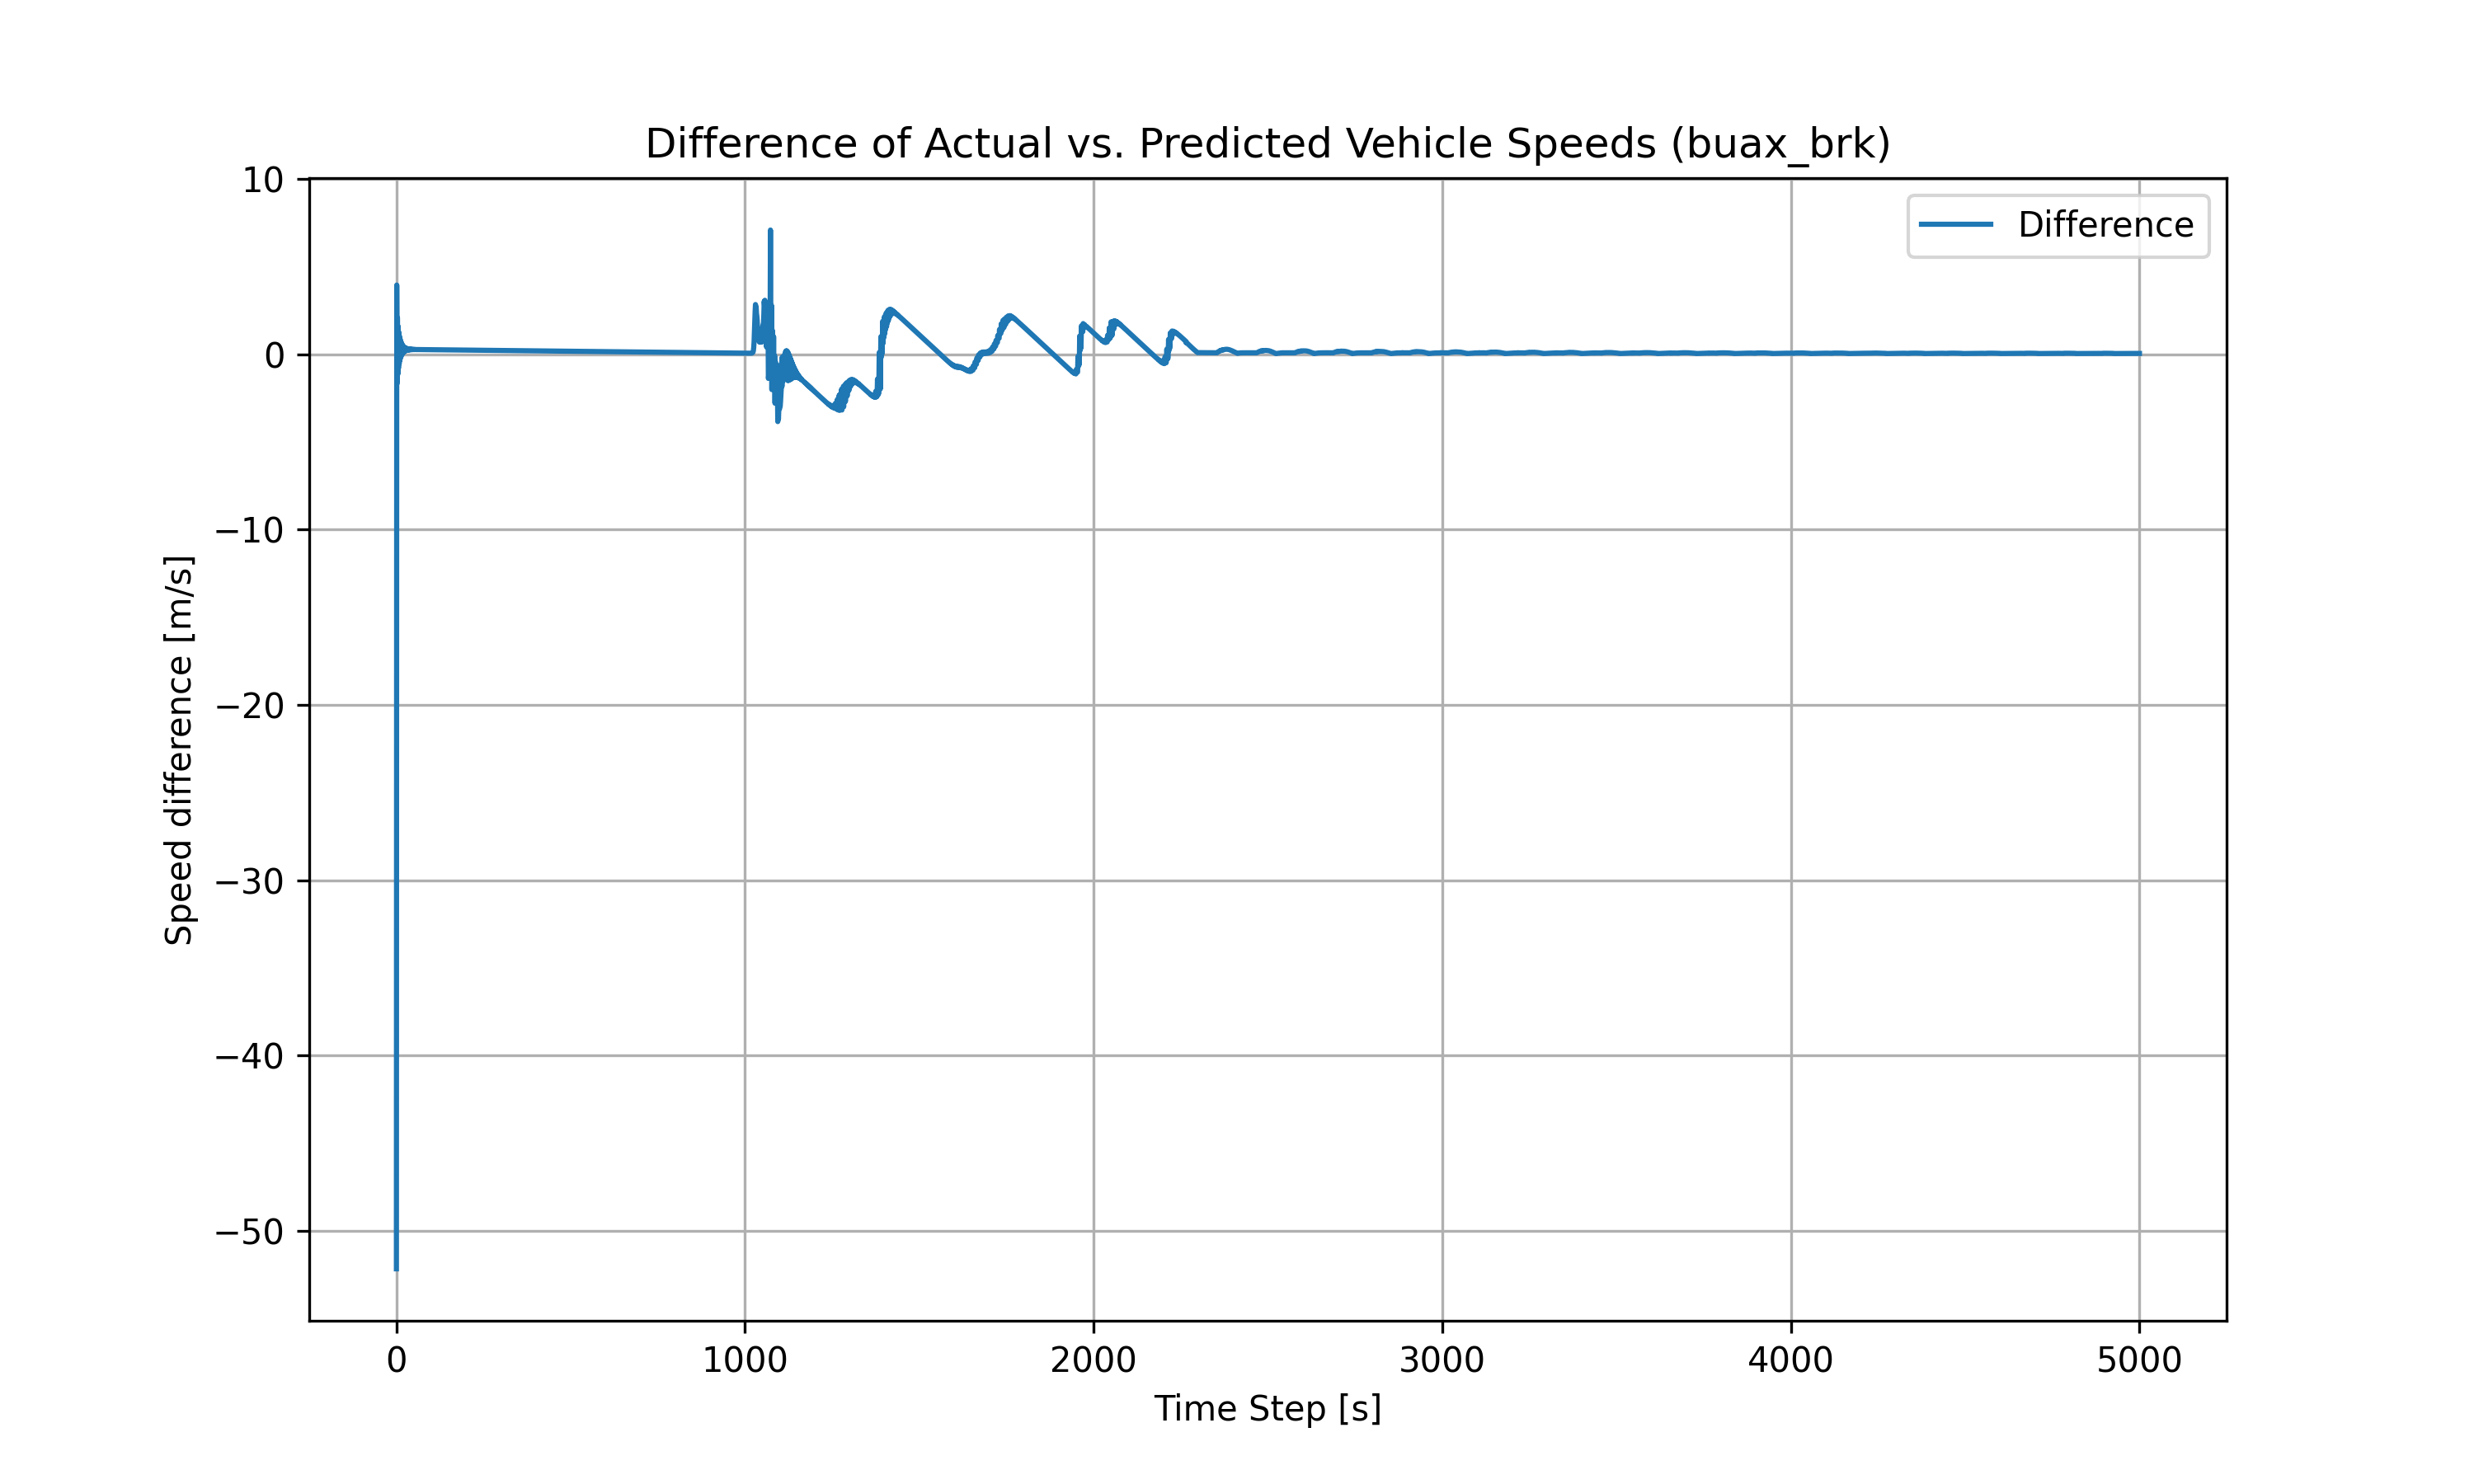 Difference of Actual vs. Predicted Vehicle Speeds (buax_brk)
Difference
10
0
−10
−20
−30
−40
−50
Speed difference [m/s]
0 1000 2000 3000 4000 5000
Time Step [s]